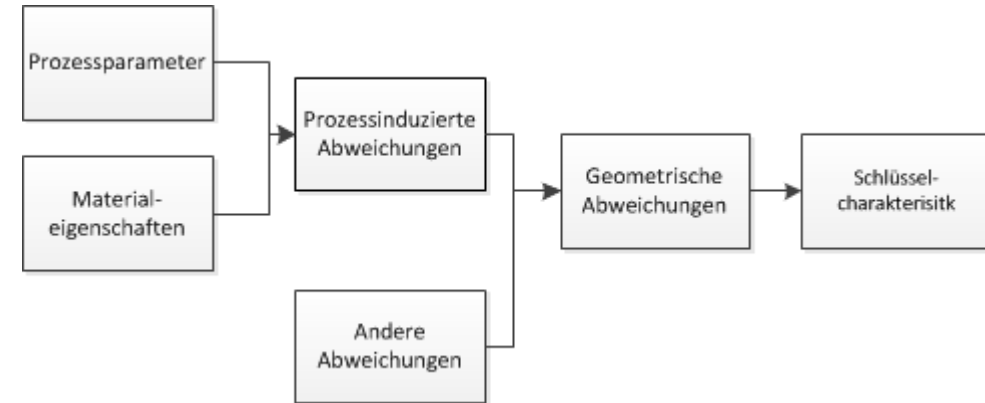 Prozessparameter
Material-
eigenschaften
Prozessinduzierte
Abweichungen
Andere
Abweichungen
Geometrische
Abweichungen
Schlüssel-
charakterisitk